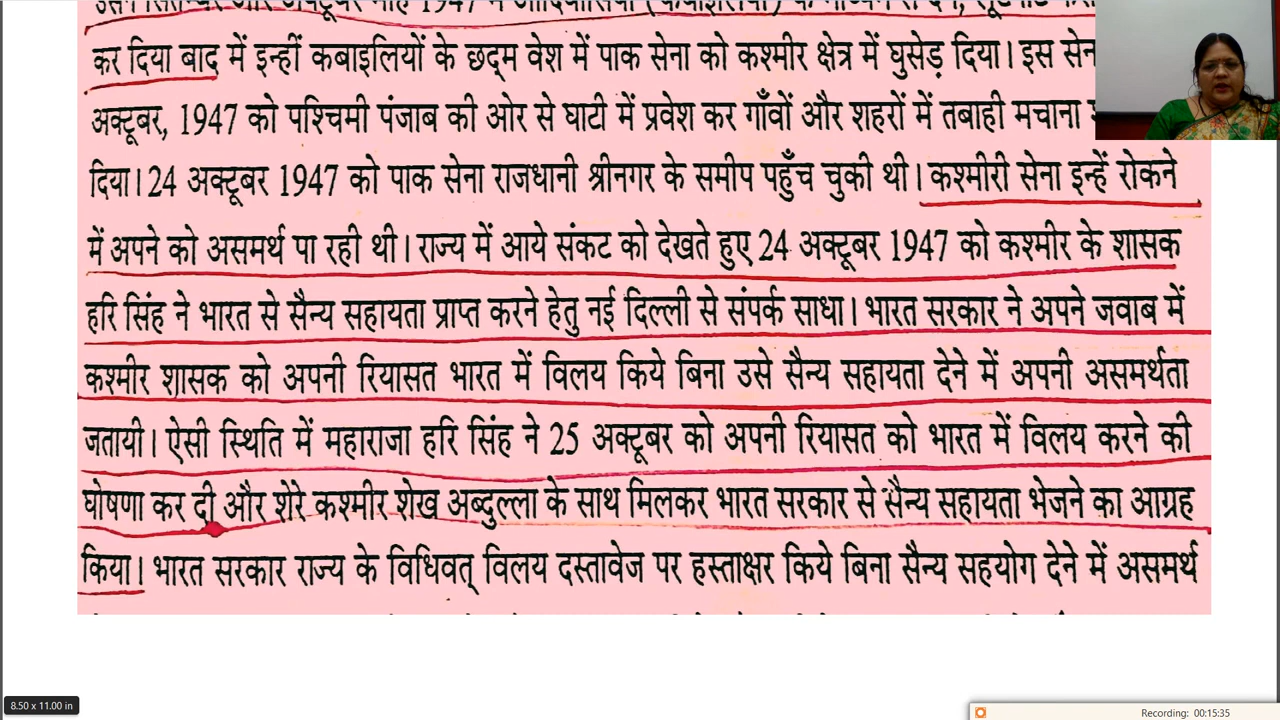 कर दिया बाद में इन्हीं कबाइलियों के छद्म वेश में पाक सेना को कश्मीर क्षेत्र में घुसेड़ दिया। इस
अक्टूबर, 1947 को पश्चिमी पंजाब की ओर से घाटी में प्रवेश कर गाँवों और शहरों में तबाही मचाना
दिया। 24 अक्टूबर 1947 को पाक सेना राजधानी श्रीनगर के समीप पहुँच चुकी थी। कश्मीरी सेना इन्हें रोकने
में अपने को असमर्थ पा रही थी। राज्य में आये संकट को देखते हुए 24 अक्टूबर 1947 को कश्मीर के शासक
हरि सिंह ने भारत से सैन्य सहायता प्राप्त करने हेतु नई दिल्ली से संपर्क साधा। भारत सरकार ने अपने जवाब में
कश्मीर शासक को अपनी रियासत भारत में विलय किये बिना उसे सैन्य सहायता देने में अपनी असमर्थता
जतायी। ऐसी स्थिति में महाराजा हरि सिंह ने 25 अक्टूबर को अपनी रियासत को भारत में विलय करने की
घोषणा कर दी और शेरे कश्मीर शेख अब्दुल्ला के साथ मिलकर भारत सरकार से सैन्य सहायता भेजने का आग्रह
किया। भारत सरकार राज्य के विधिवत् विलय दस्तावेज पर हस्ताक्षर किये बिना सैन्य सहयोग देने में असमर्थ
8.50 x 11.00 in
Recording: 00:15:35